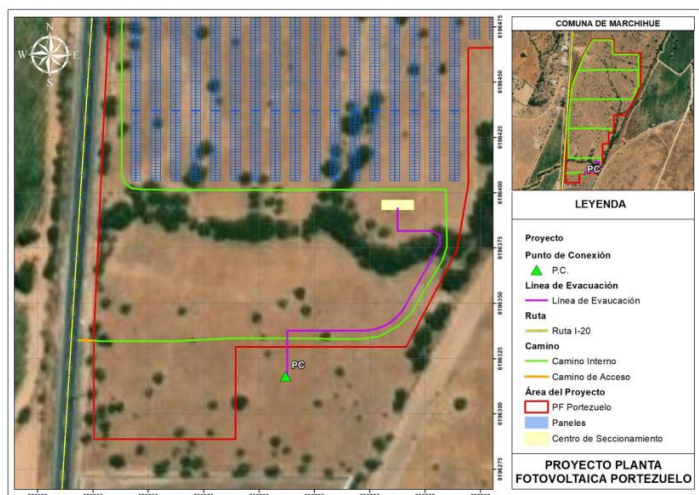 N
W
E
S
6196475
6196450
6196425
6196400
6196375
6196350
6196325
6196300
6196275
PC
COMUNA DE MARCHIHUE
PC
LEYENDA
Proyecto
Punto de Conexión
P.C.
Línea de Evacuación
Línea de Evaucación
Ruta
Ruta I-20
Camino
Camino Interno
Camino de Acceso
Área del Proyecto
PF Portezuelo
Paneles
Centro de Seccionamiento
PROYECTO PLANTA
FOTOVOLTAICA PORTEZUELO